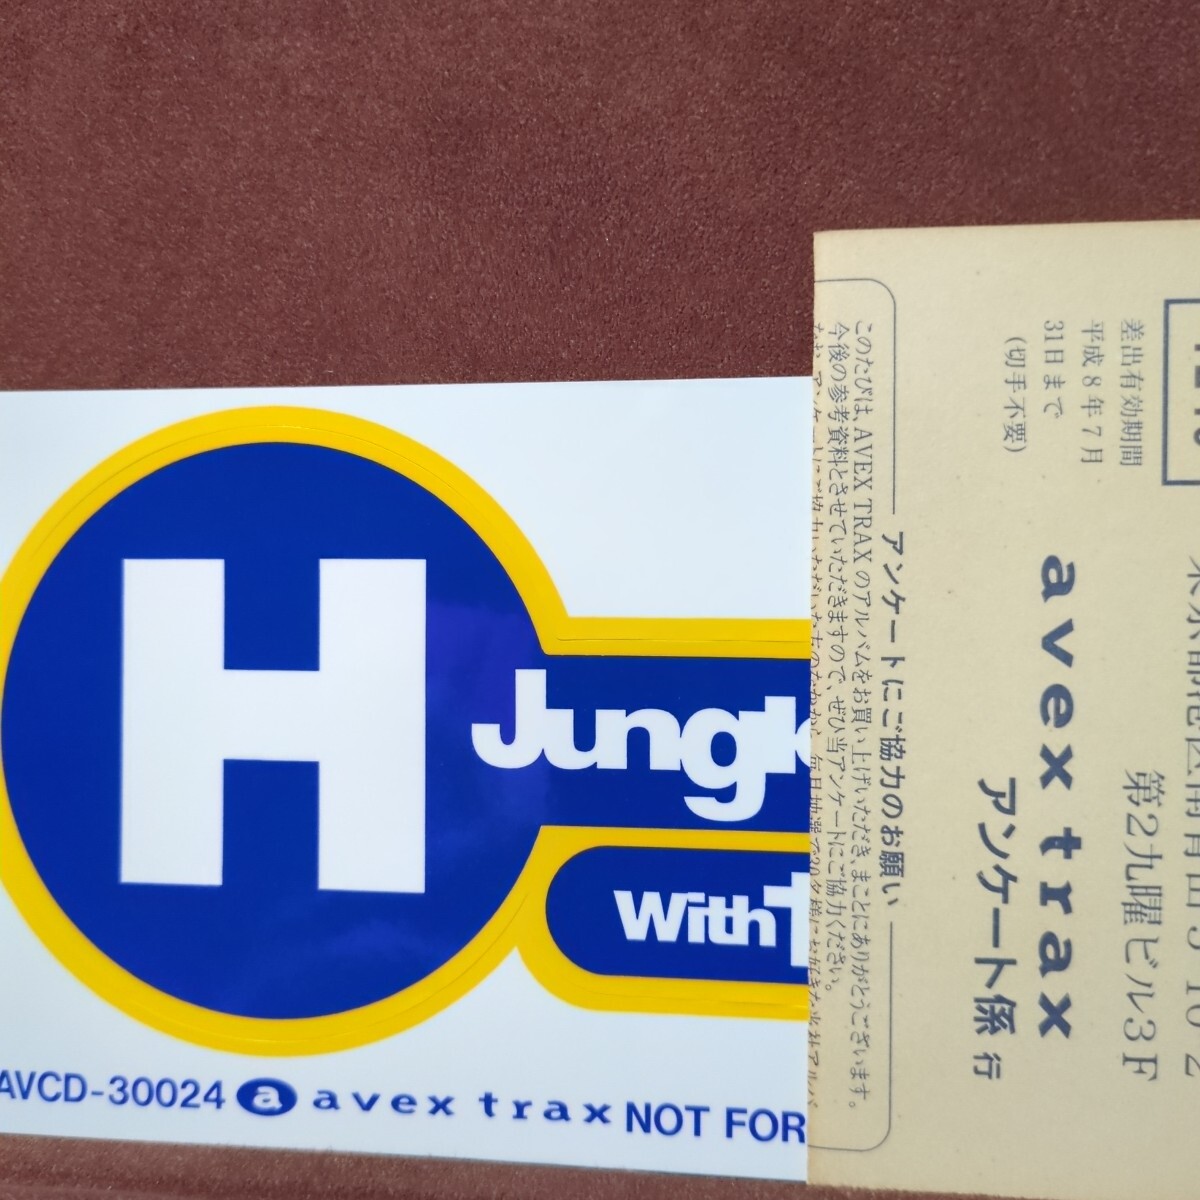 H
Jungle
With t
AVCD-30024 a avex trax NOT FOR
差出有効期間
平成8年7月
31日まで
(切手不要)
第2九曜ビル3F
avex trax
アンケート係 行
アンケートにご協力のお願い
このたびは、AVEX TRAXのアルバムをお買い上げいただき、まことにありがとうございます。
今後の参考資料とさせていただきますので、ぜひ当アンケートにご協力ください。